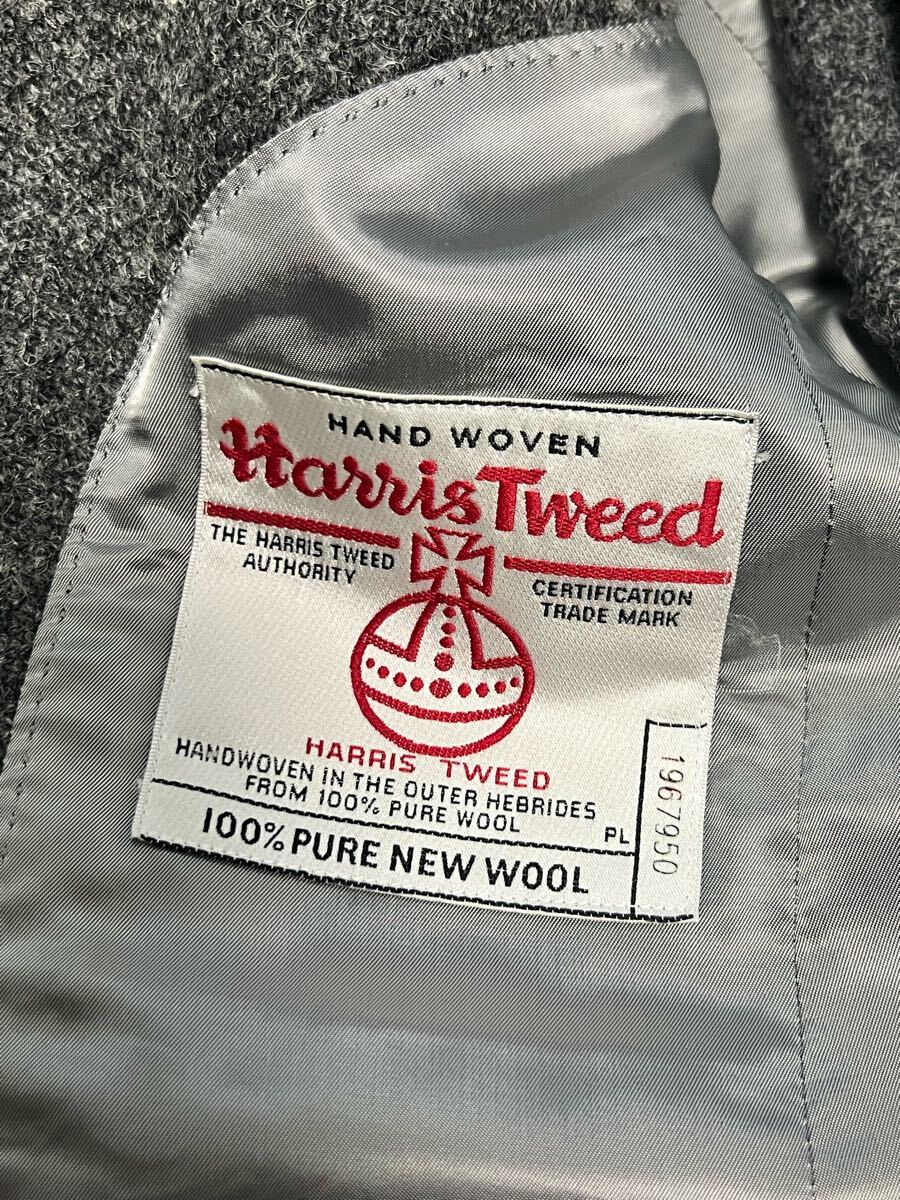 HAND WOVEN
Harris Tweed
THE HARRIS TWEED
AUTHORITY
CERTIFICATION
TRADE MARK
HARRIS TWEED
HANDWOVEN IN THE OUTER HEBRIDES
FROM 100% PURE WOOL
PL
100% PURE NEW WOOL
1967950